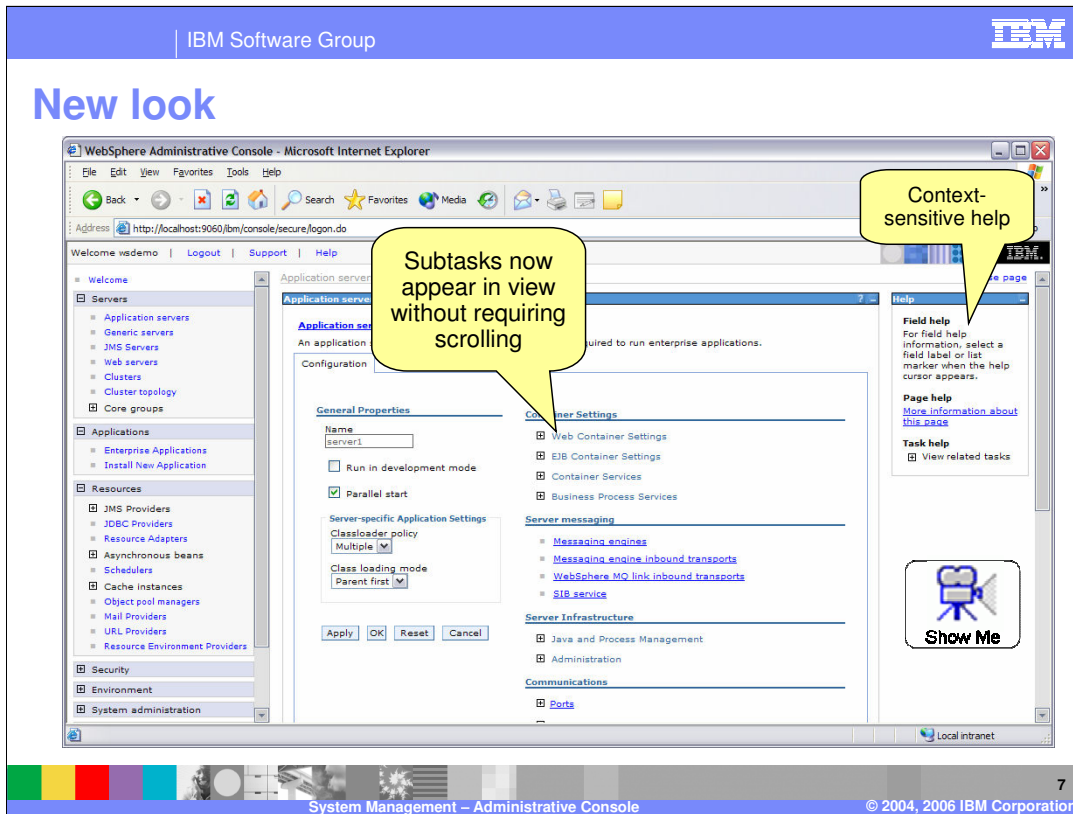 IBM Software Group
IBM
New look
WebSphere Administrative Console - Microsoft Internet Explorer
File Edit View Favorites Tools Help
Back Search Favorites Media
Address http://localhost:9060/ibm/console/secure/logon.do
Welcome wsdemo | Logout | Support | Help
IBM.
Context-
sensitive help
Subtasks now
appear in view
without requiring
scrolling
Welcome
Servers
Application servers
Generic servers
JMS Servers
Web servers
Clusters
Cluster topology
Core groups
Applications
Enterprise Applications
Install New Application
Resources
JMS Providers
JDBC Providers
Resource Adapters
Asynchronous beans
Schedulers
Cache instances
Object pool managers
Mail Providers
URL Providers
Resource Environment Providers
Security
Environment
System administration
Application server
page
Application serve
? _
Application ser
An application required to run enterprise applications.
Configuration
General Properties
Name
server1
Run in development mode
Parallel start
Server-specific Application Settings
Classloader policy
Multiple
Class loading mode
Parent first
Apply OK Reset Cancel
Container Settings
Web Container Settings
EJB Container Settings
Container Services
Business Process Services
Server messaging
Messaging engines
Messaging engine inbound transports
WebSphere MQ link inbound transports
SIB service
Server Infrastructure
Java and Process Management
Administration
Communications
Ports
Help
Field help
For field help
information, select a
field label or list
marker when the help
cursor appears.
Page help
More information about
this page
Task help
View related tasks
Show Me
Local intranet
7
System Management – Administrative Console
© 2004, 2006 IBM Corporation